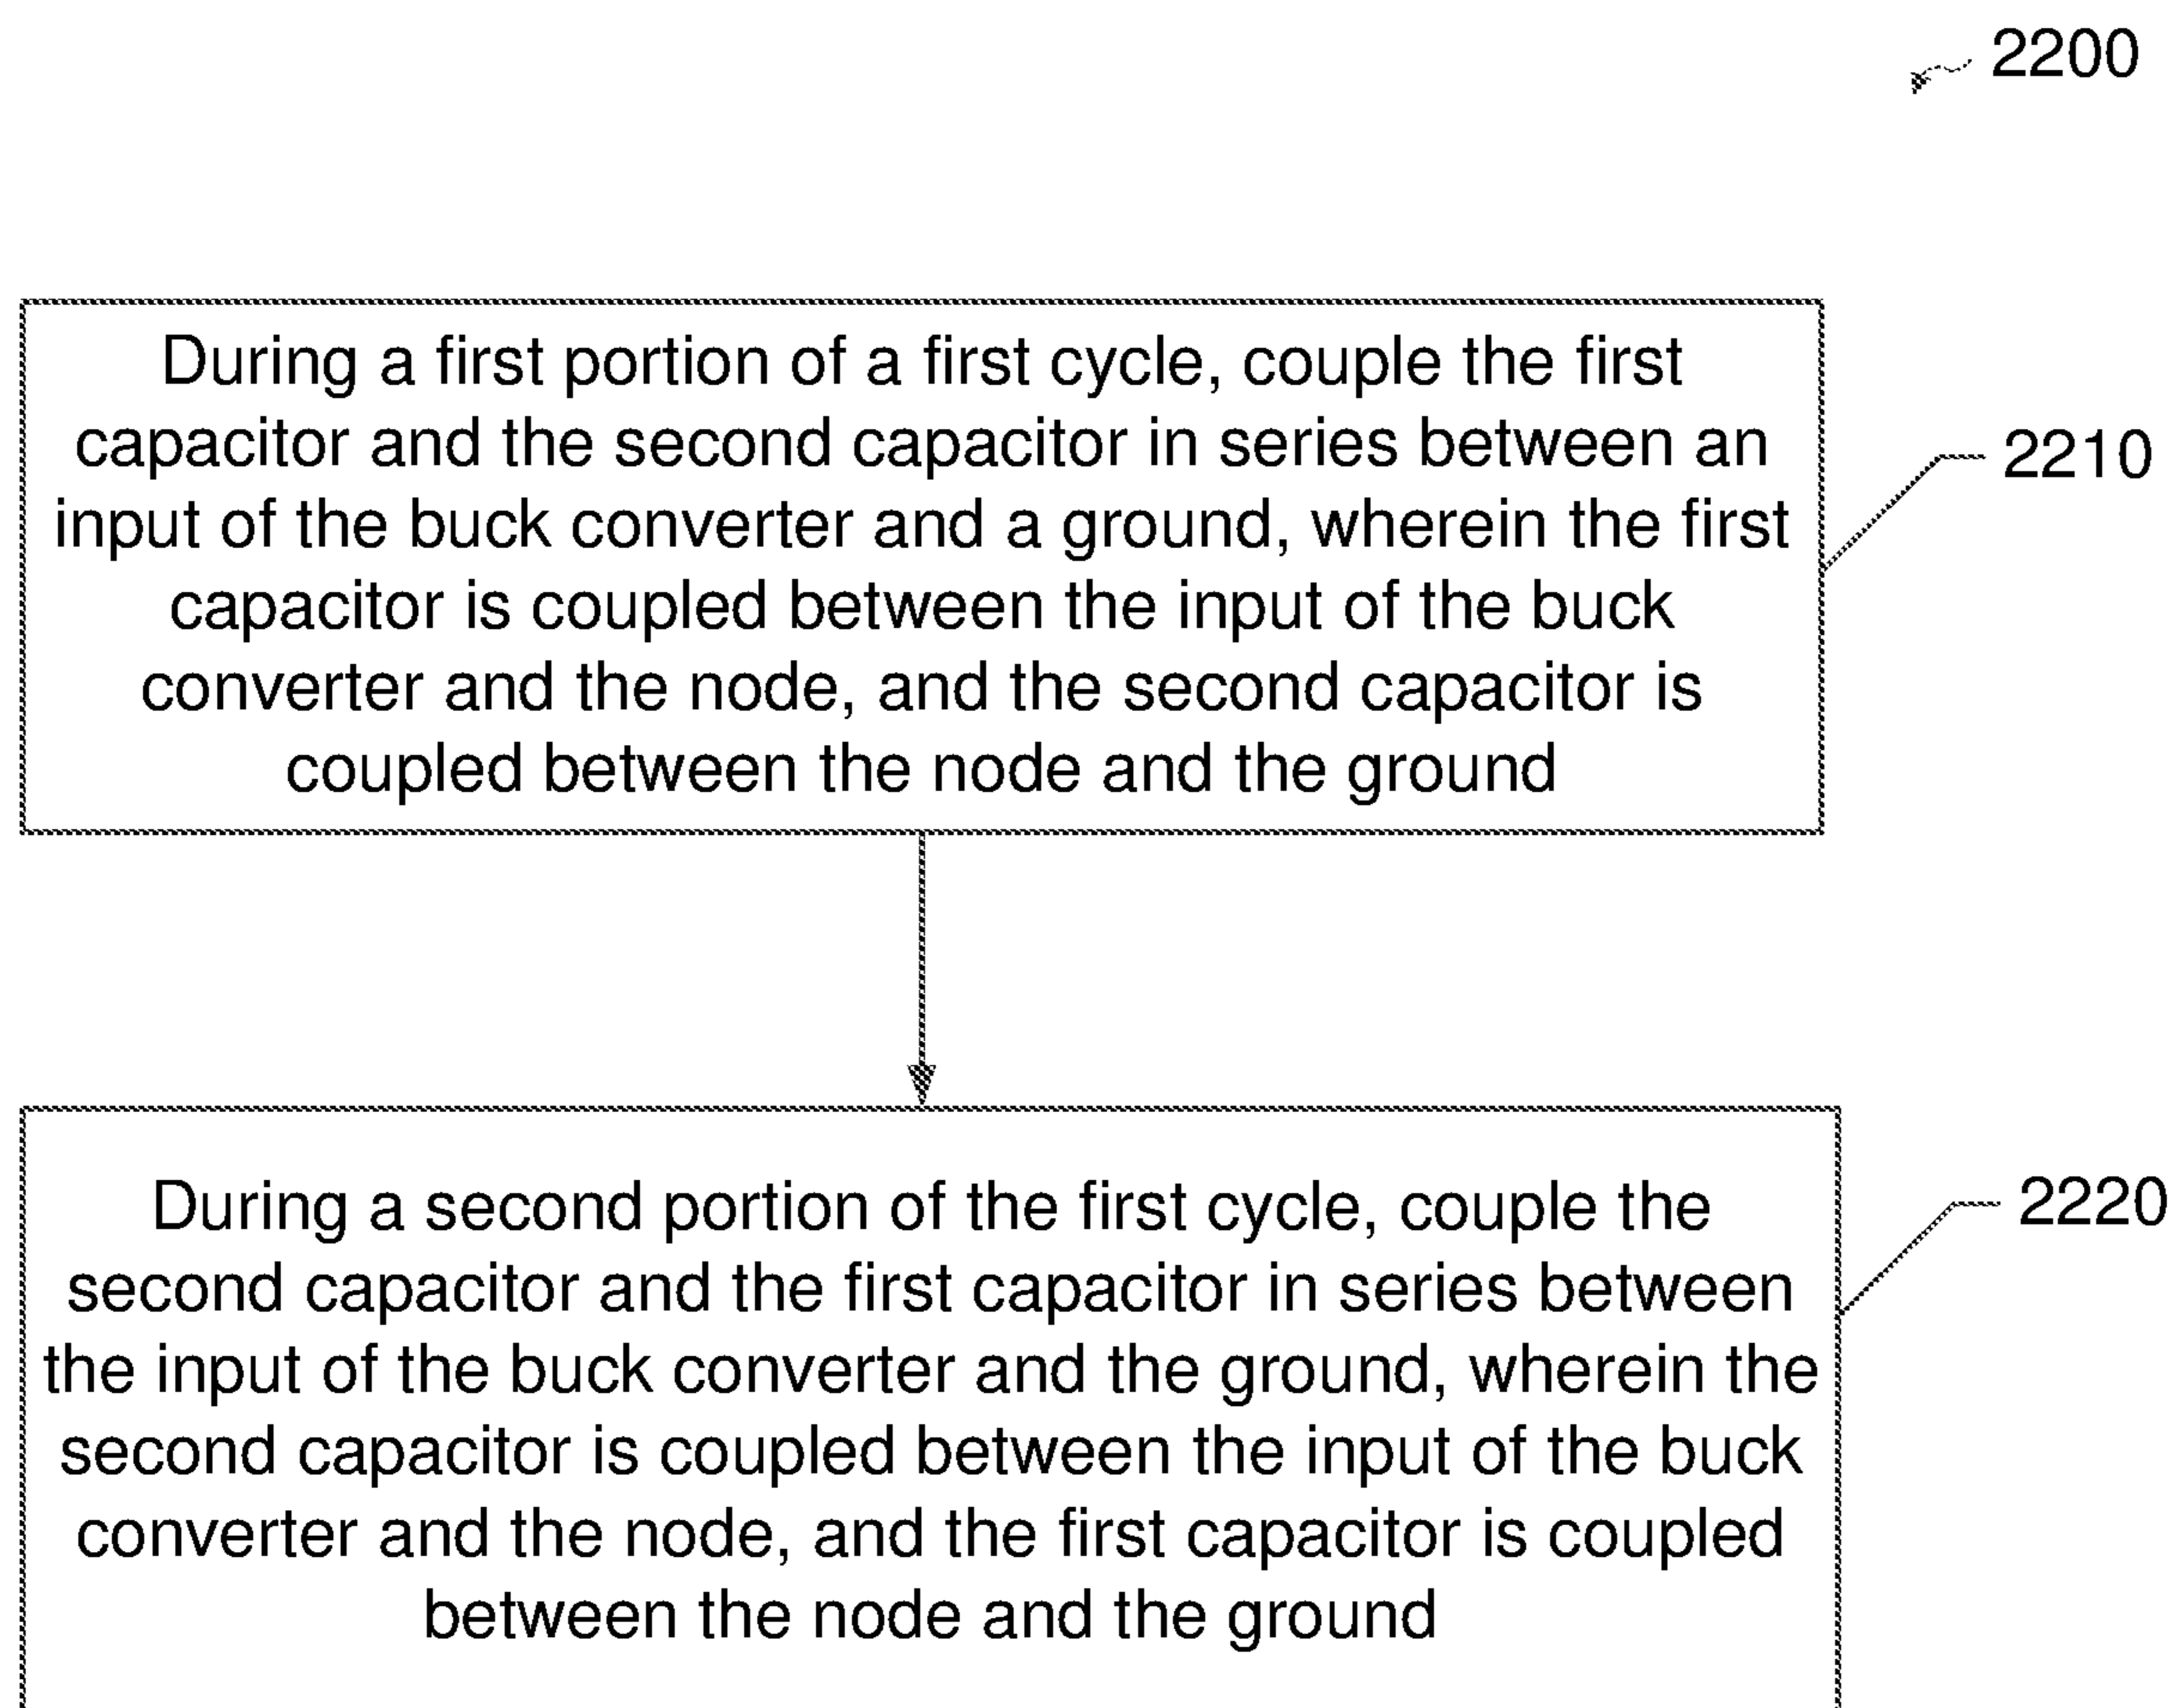 2200
During a first portion of a first cycle, couple the first
capacitor and the second capacitor in series between an
input of the buck converter and a ground, wherein the first
capacitor is coupled between the input of the buck
converter and the node, and the second capacitor is
coupled between the node and the ground
2210
During a second portion of the first cycle, couple the
second capacitor and the first capacitor in series between
the input of the buck converter and the ground, wherein the
second capacitor is coupled between the input of the buck
converter and the node, and the first capacitor is coupled
between the node and the ground
2220